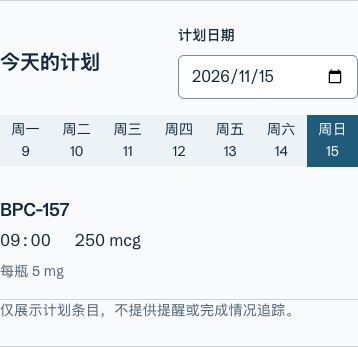 计划日期
今天的计划
2026/11/15
周一 周二 周三 周四 周五 周六 周日
9 10 11 12 13 14 15
BPC-157
09:00 250 mcg
每瓶 5 mg
仅展示计划条目，不提供提醒或完成情况追踪。